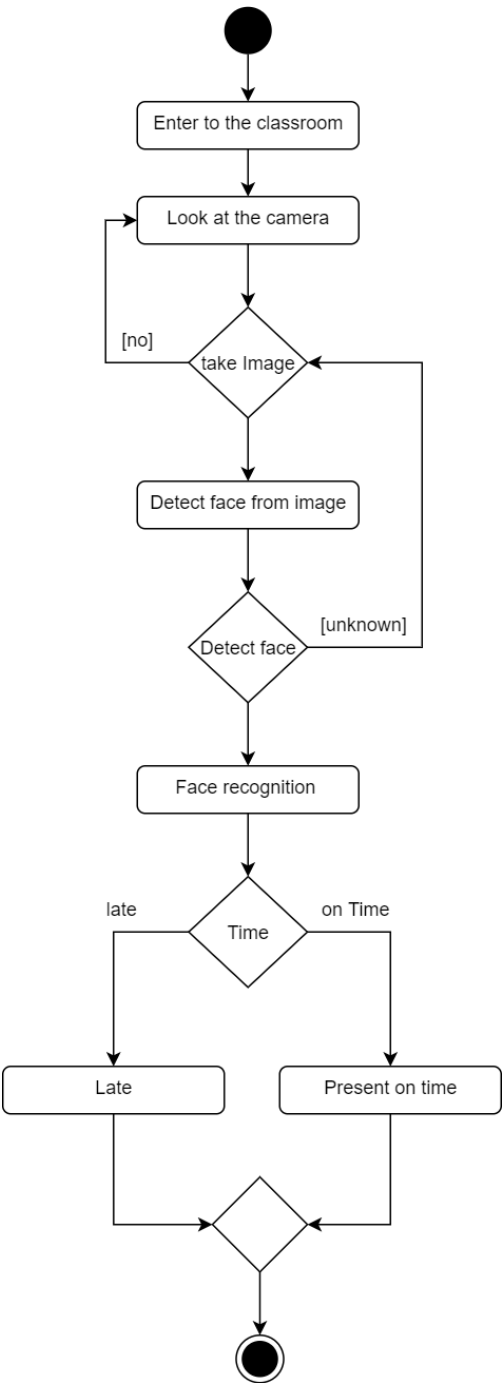 Enter to the classroom
Look at the camera
[no]
take Image
Detect face from image
[unknown]
Detect face
Face recognition
late
on Time
Time
Late
Present on time